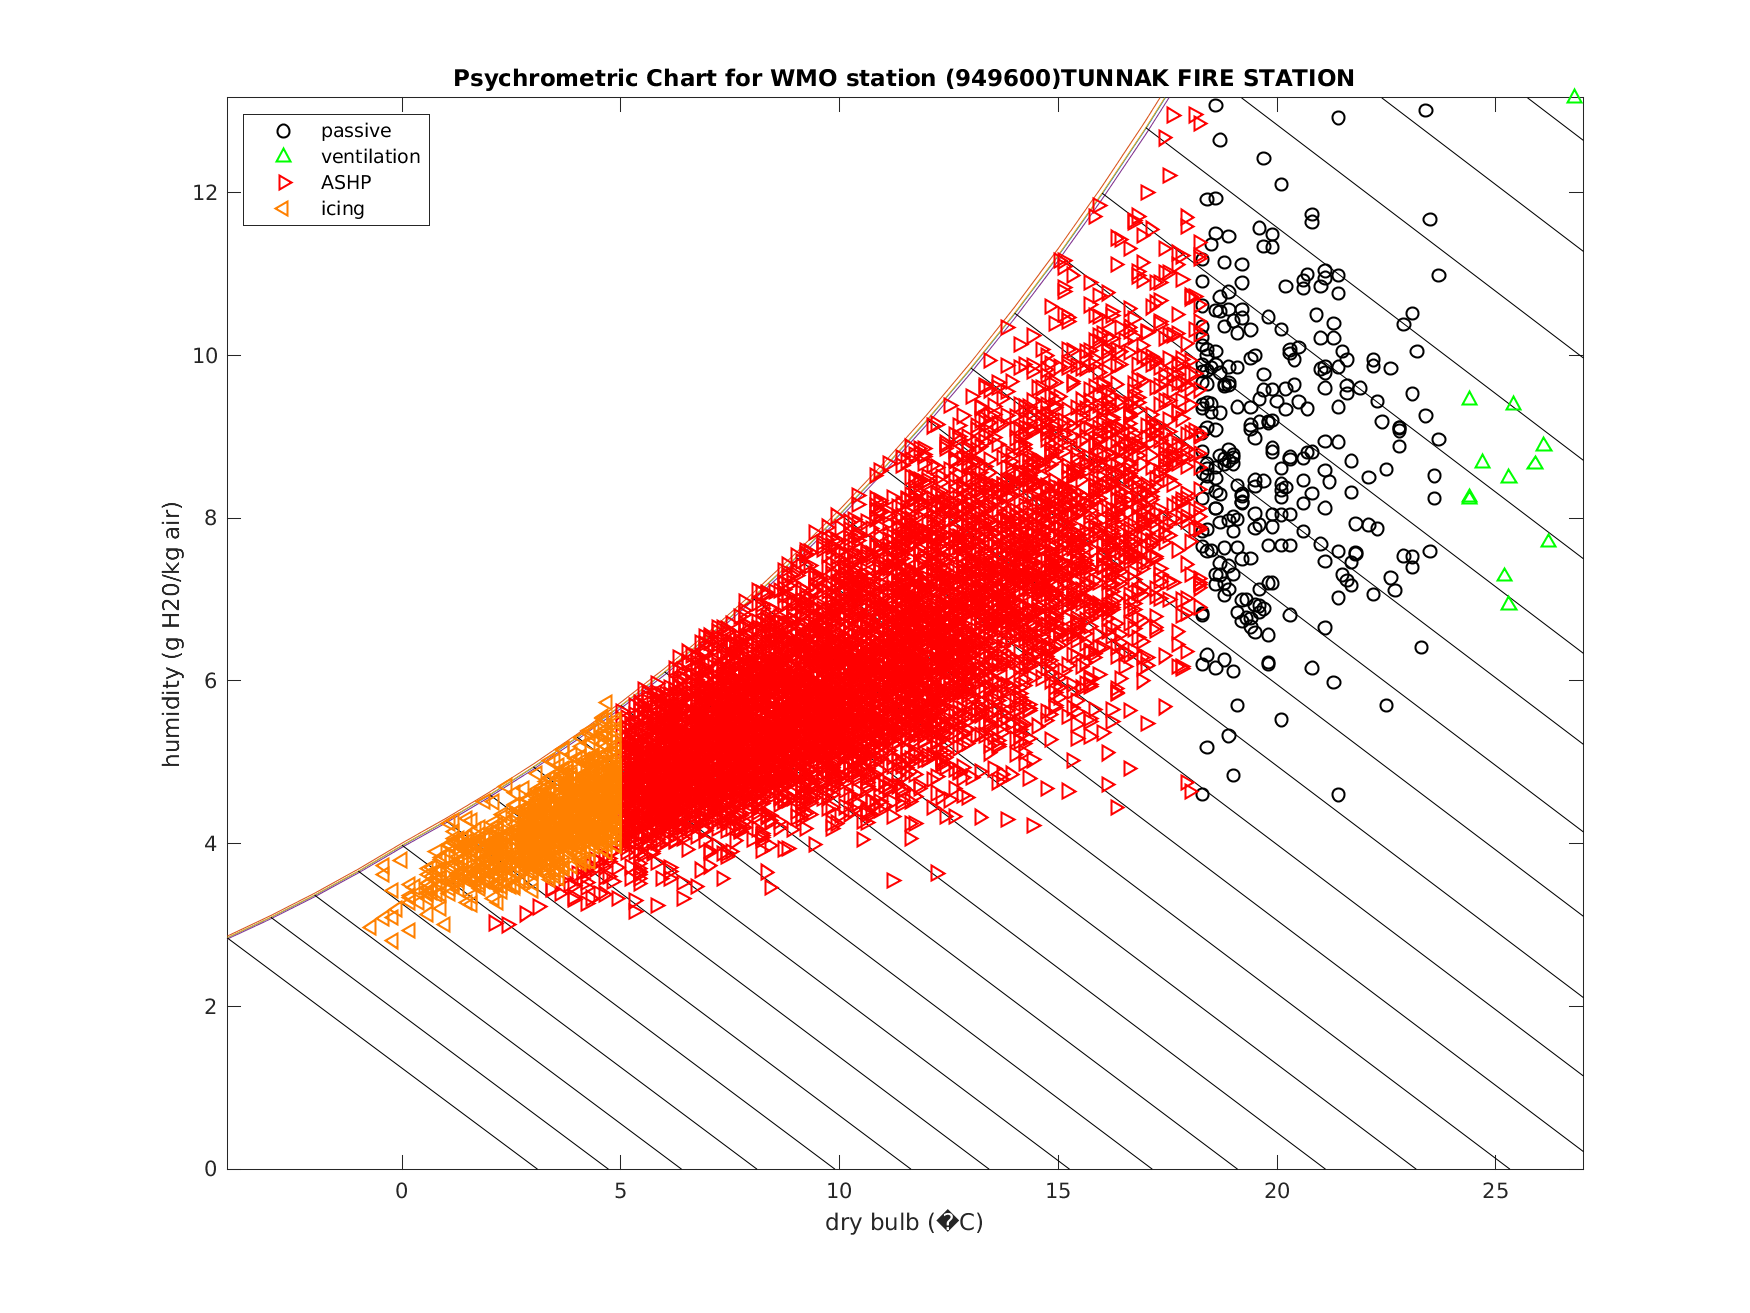 Psychrometric Chart for WMO station (949600)TUNNAK FIRE STATION
passive
ventilation
ASHP
icing
humidity (g H20/kg air)
12
10
8
6
4
2
0
0 5 10 15 20 25
dry bulb (�C)